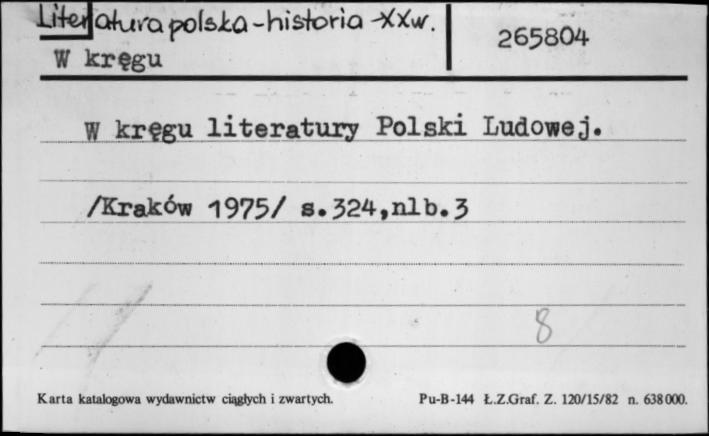 Literatura polska-historia-XXw.
265804
W kręgu
W kręgu literatury Polski Ludowej.
/Kraków 1975/ s.324,nlb.3
8
Karta katalogowa wydawnictw ciągłych i zwartych.
Pu-B-144 Ł.Z.Graf. Z. 120/15/82 n. 638000.